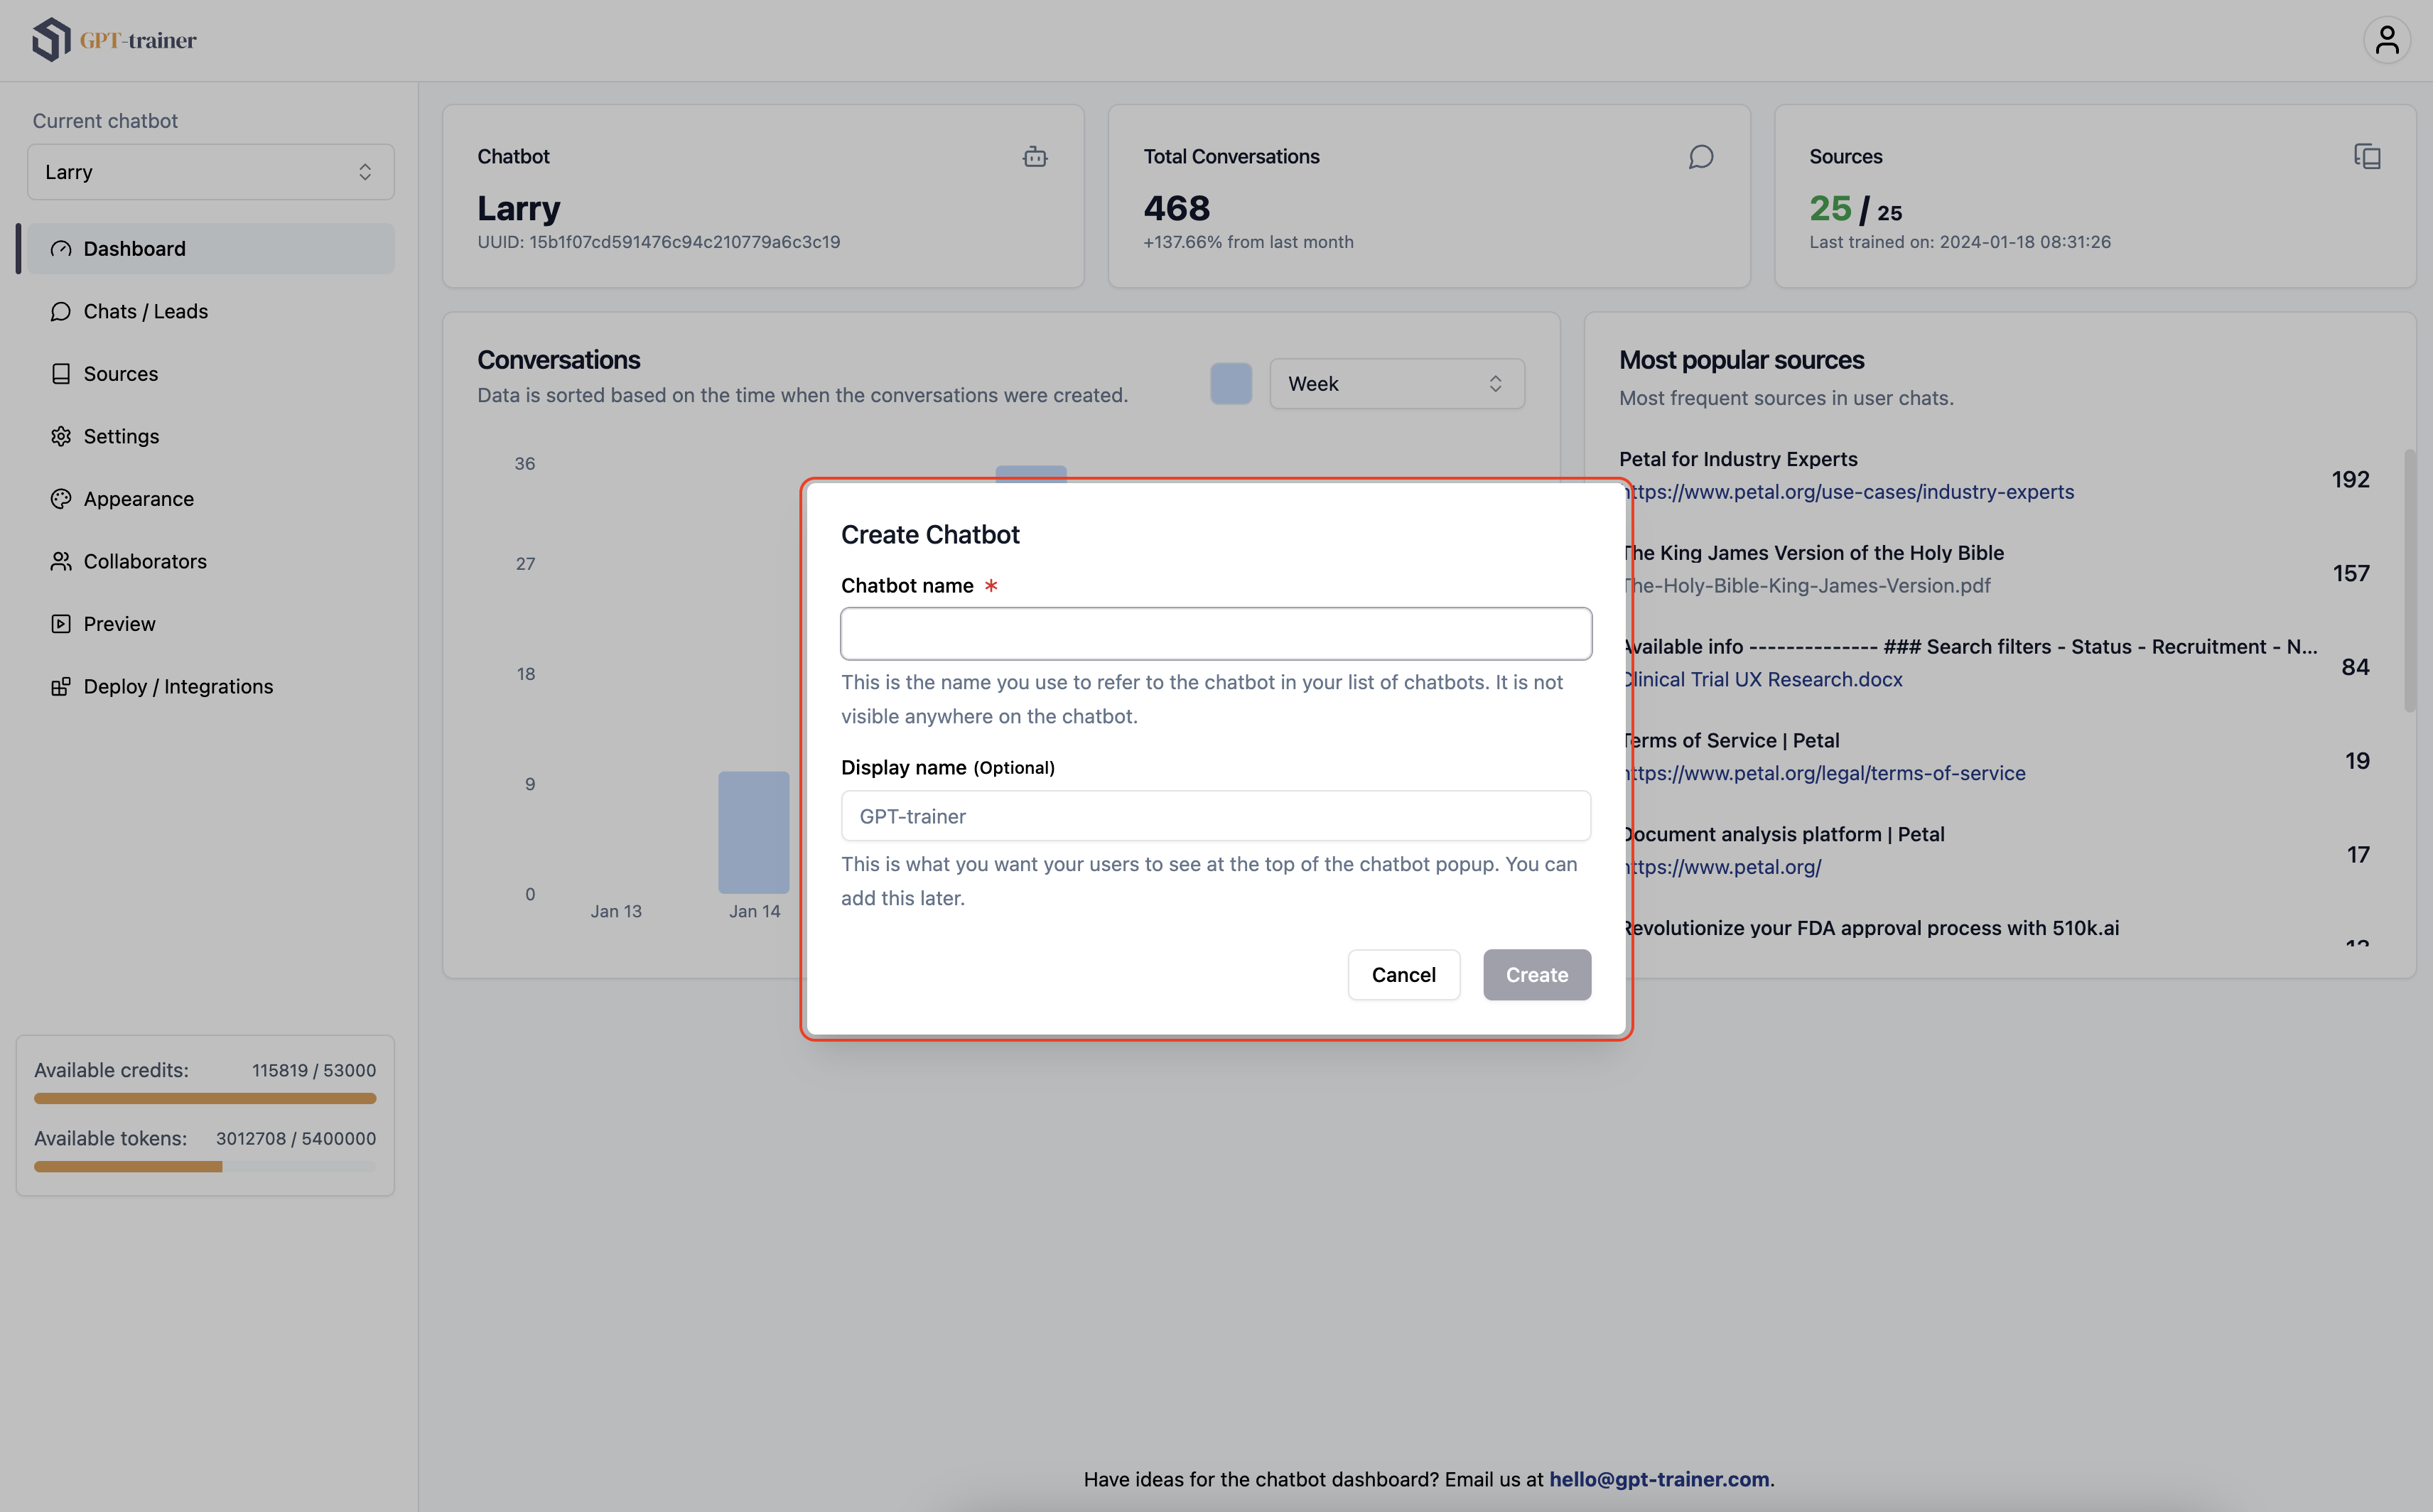 GPT-trainer
Current chatbot
Larry
Dashboard
Chats / Leads
Sources
Settings
Appearance
Collaborators
Preview
Deploy / Integrations
Available credits: 115819 / 53000
Available tokens: 3012708 / 5400000
Chatbot
Larry
UUID: 15b1f07cd591476c94c210779a6c3c19
Total Conversations
468
+137.66% from last month
Sources
25 / 25
Last trained on: 2024-01-18 08:31:26
Conversations
Data is sorted based on the time when the conversations were created.
Week
36
27
18
9
0
Jan 13
Jan 14
Create Chatbot
Chatbot name *
This is the name you use to refer to the chatbot in your list of chatbots. It is not
visible anywhere on the chatbot.
Display name (Optional)
GPT-trainer
This is what you want your users to see at the top of the chatbot popup. You can
add this later.
Cancel
Create
Most popular sources
Most frequent sources in user chats.
Petal for Industry Experts
https://www.petal.org/use-cases/industry-experts
192
The King James Version of the Holy Bible
The-Holy-Bible-King-James-Version.pdf
157
Available info -------------- ### Search filters - Status - Recruitment - N...
Clinical Trial UX Research.docx
84
Terms of Service | Petal
https://www.petal.org/legal/terms-of-service
19
Document analysis platform | Petal
https://www.petal.org/
17
Revolutionize your FDA approval process with 510k.ai
Have ideas for the chatbot dashboard? Email us at hello@gpt-trainer.com.